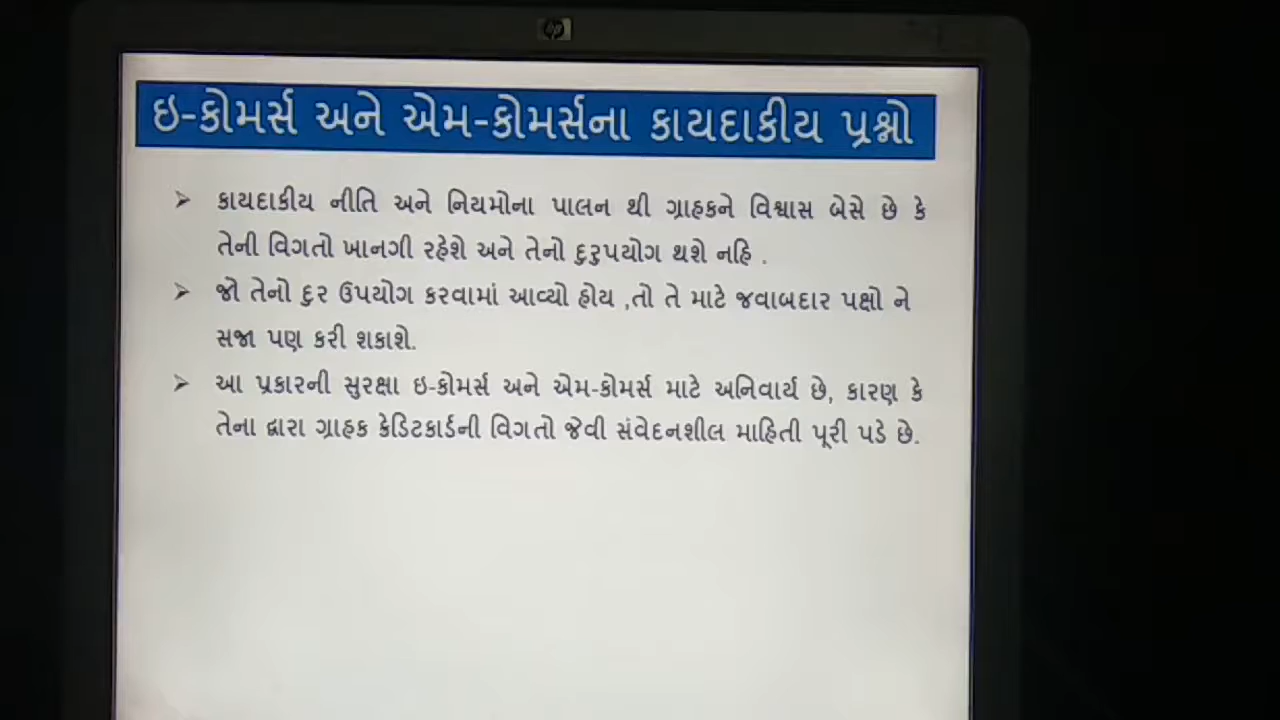 hp
ઇ-કોમર્સ અને એમ-કોમર્સના કાયદાકીય પ્રશ્નો
➢ કાયદાકીય નીતિ અને નિયમોના પાલન થી ગ્રાહકને વિશ્વાસ બેસે છે કે
તેની વિગતો ખાનગી રહેશે અને તેનો દુરુપયોગ થશે નહિ .
➢ જો તેનો દુર ઉપયોગ કરવામાં આવ્યો હોય ,તો તે માટે જવાબદાર પક્ષો ને
સજા પણ કરી શકાશે.
➢ આ પ્રકારની સુરક્ષા ઇ-કોમર્સ અને એમ-કોમર્સ માટે અનિવાર્ય છે, કારણ કે
તેના દ્વારા ગ્રાહક ક્રેડિટકાર્ડની વિગતો જેવી સંવેદનશીલ માહિતી પૂરી પડે છે.